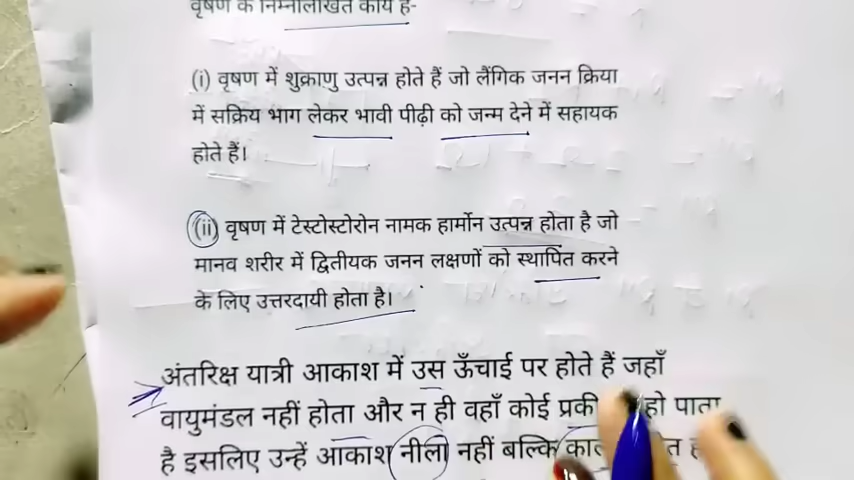 वृषण के निम्नलिखित कार्य है-
(i) वृषण में शुक्राणु उत्पन्न होते हैं जो लैंगिक जनन क्रिया
में सक्रिय भाग लेकर भावी पीढ़ी को जन्म देने में सहायक
होते हैं।
(ii) वृषण में टेस्टोस्टोरोन नामक हार्मोन उत्पन्न होता है जो
मानव शरीर में द्वितीयक जनन लक्षणों को स्थापित करने
के लिए उत्तरदायी होता है।
अंतरिक्ष यात्री आकाश में उस ऊँचाई पर होते हैं जहाँ
वायुमंडल नहीं होता और न ही वहाँ कोई हो पाता
है इसलिए उन्हें आकाश नीला नहीं बल्कि